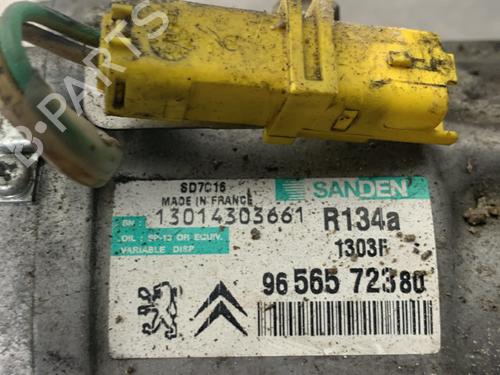 SD7C16
MADE IN FRANCE
SANDEN
SN
13014303661
R134a
OIL : SP-10 OR EQUIV.
VARIABLE DISP.
1303F
96 565 723 80
B-PARTS